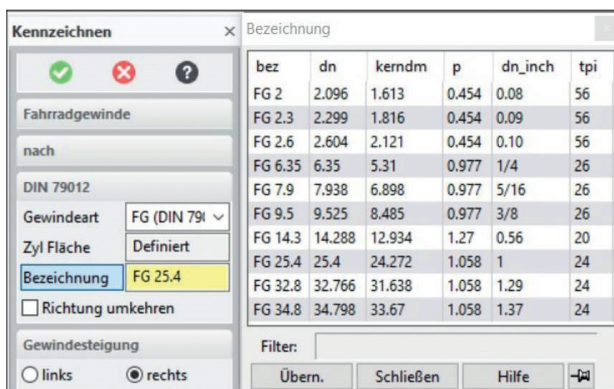 Kennzeichnen ×
Fahrradgewinde
nach
DIN 79012
Gewindeart FG (DIN 790
Zyl Fläche Definiert
Bezeichnung FG 25.4
Richtung umkehren
Gewindesteigung
links rechts
Bezeichnung
bez dn kerndm p dn_inch tpi
FG 2 2.096 1.613 0.454 0.08 56
FG 2.3 2.299 1.816 0.454 0.09 56
FG 2.6 2.604 2.121 0.454 0.10 56
FG 6.35 6.35 5.31 0.977 1/4 26
FG 7.9 7.938 6.898 0.977 5/16 26
FG 9.5 9.525 8.485 0.977 3/8 26
FG 14.3 14.288 12.934 1.27 0.56 20
FG 25.4 25.4 24.272 1.058 1 24
FG 32.8 32.766 31.638 1.058 1.29 24
FG 34.8 34.798 33.67 1.058 1.37 24
Filter:
Übern. Schließen Hilfe